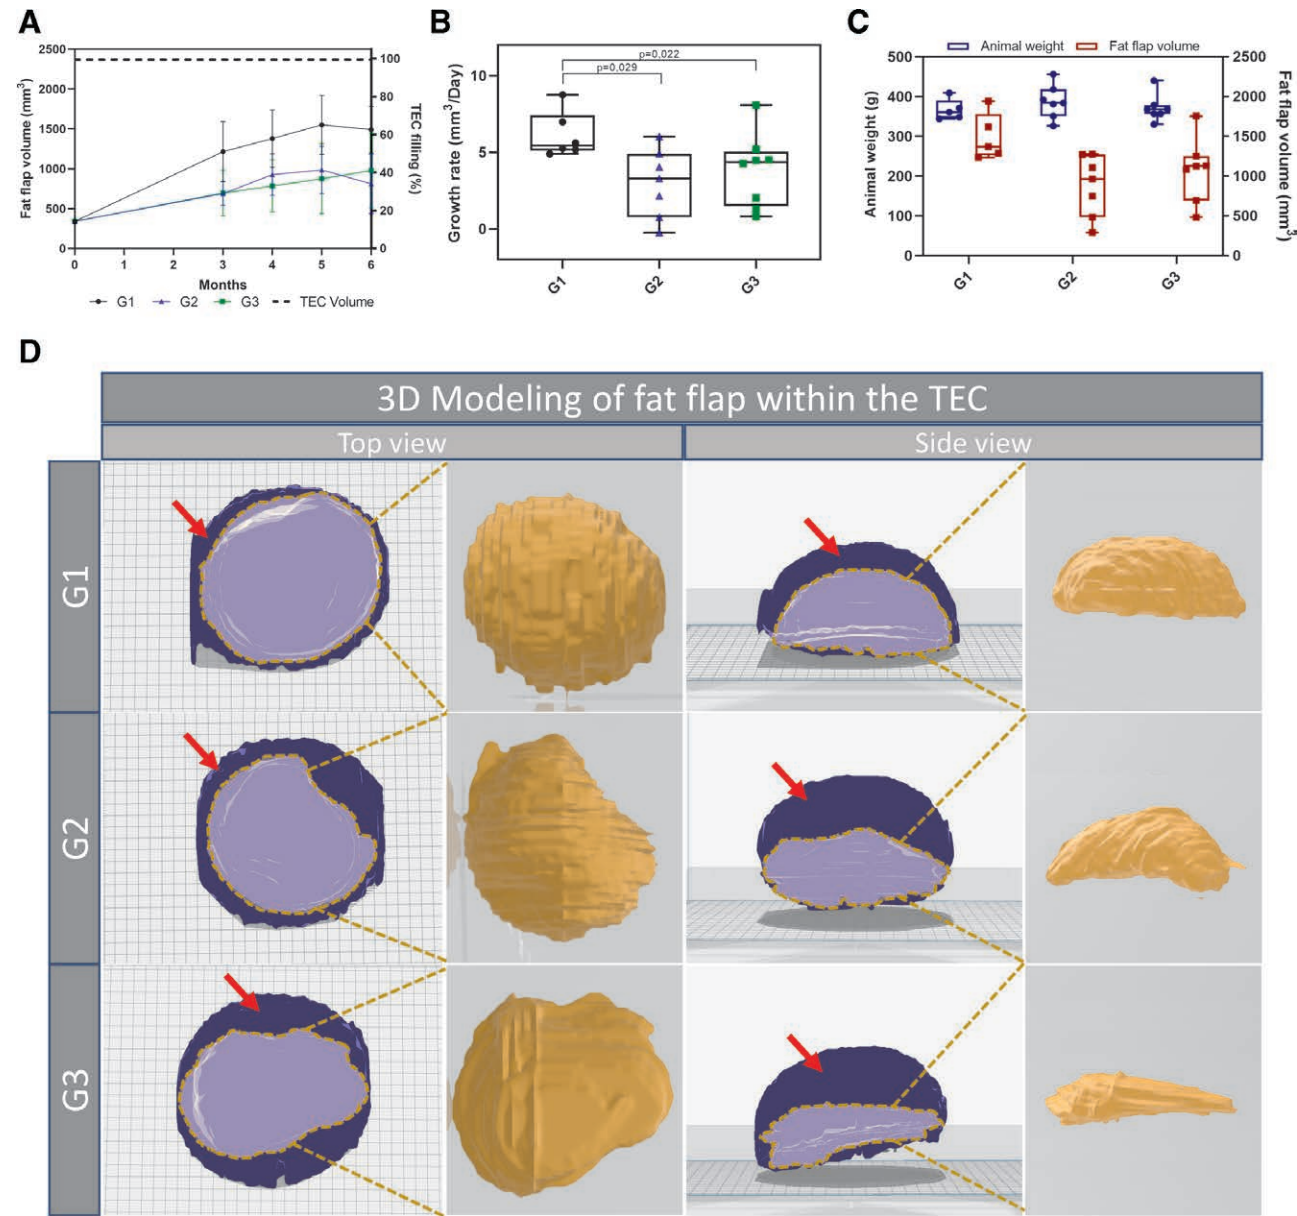 A
Fat flap volume (mm³)
2500
2000
1500
1000
500
0
0 1 2 3 4 5 6
Months
100
80
60
40
20
0
TEC filling (%)
G1 G2 G3 TEC Volume
B
Growth rate (mm³/Day)
10
5
0
p=0,022
p=0,029
G1 G2 G3
C
Animal weight Fat flap volume
Animal weight (g)
500
400
300
200
100
0
2500
2000
1500
1000
500
0
Fat flap volume (mm³)
G1 G2 G3
D
3D Modeling of fat flap within the TEC
Top view Side view
G1
G2
G3